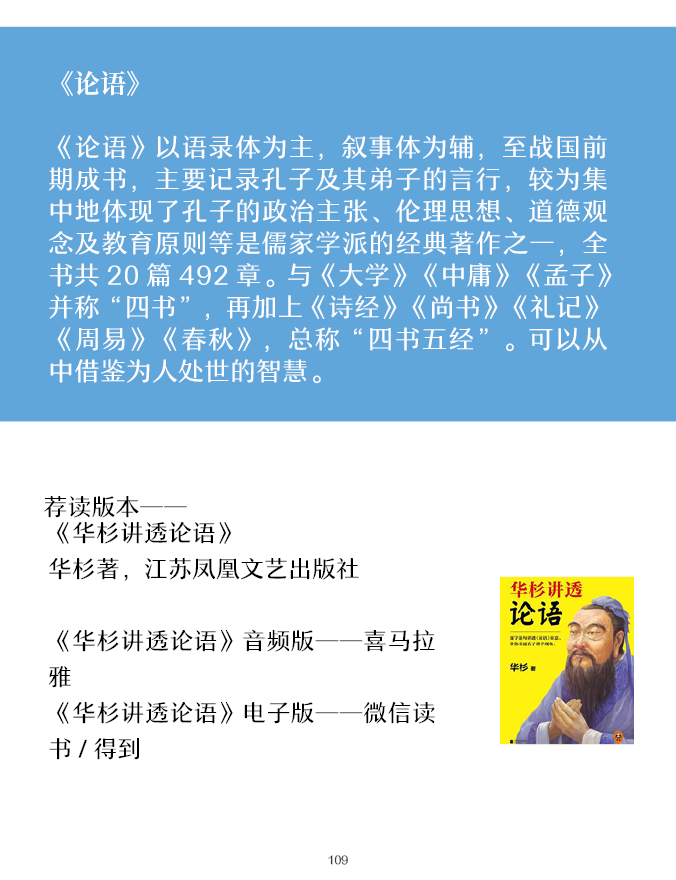 《论语》
《论语》以语录体为主，叙事体为辅，至战国前
期成书，主要记录孔子及其弟子的言行，较为集
中地体现了孔子的政治主张、伦理思想、道德观
念及教育原则等是儒家学派的经典著作之一，全
书共 20 篇 492 章。与《大学》《中庸》《孟子》
并称“四书”，再加上《诗经》《尚书》《礼记》
《周易》《春秋》，总称“四书五经”。可以从
中借鉴为人处世的智慧。
荐读版本——
《华杉讲透论语》
华杉著，江苏凤凰文艺出版社
《华杉讲透论语》音频版——喜马拉
雅
《华杉讲透论语》电子版——微信读
书 / 得到
华杉讲透
论语
华杉 著
109